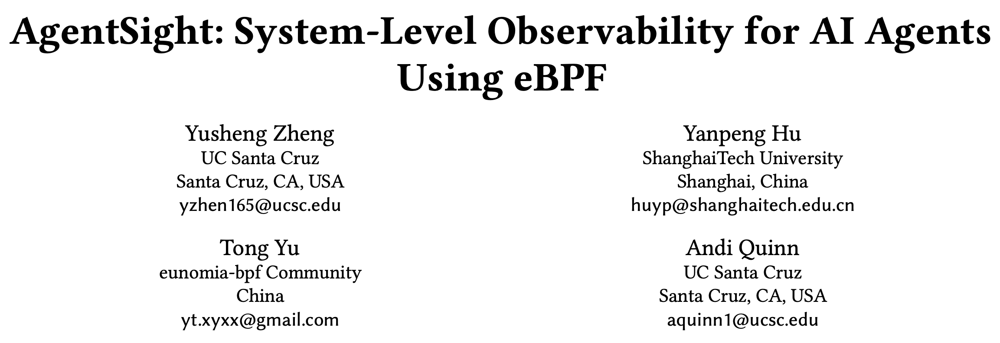 AgentSight: System-Level Observability for AI Agents
Using eBPF
Yusheng Zheng
UC Santa Cruz
Santa Cruz, CA, USA
yzhen165@ucsc.edu
Yanpeng Hu
ShanghaiTech University
Shanghai, China
huyp@shanghaitech.edu.cn
Tong Yu
eunomia-bpf Community
China
yt.xyxx@gmail.com
Andi Quinn
UC Santa Cruz
Santa Cruz, CA, USA
aquinn1@ucsc.edu